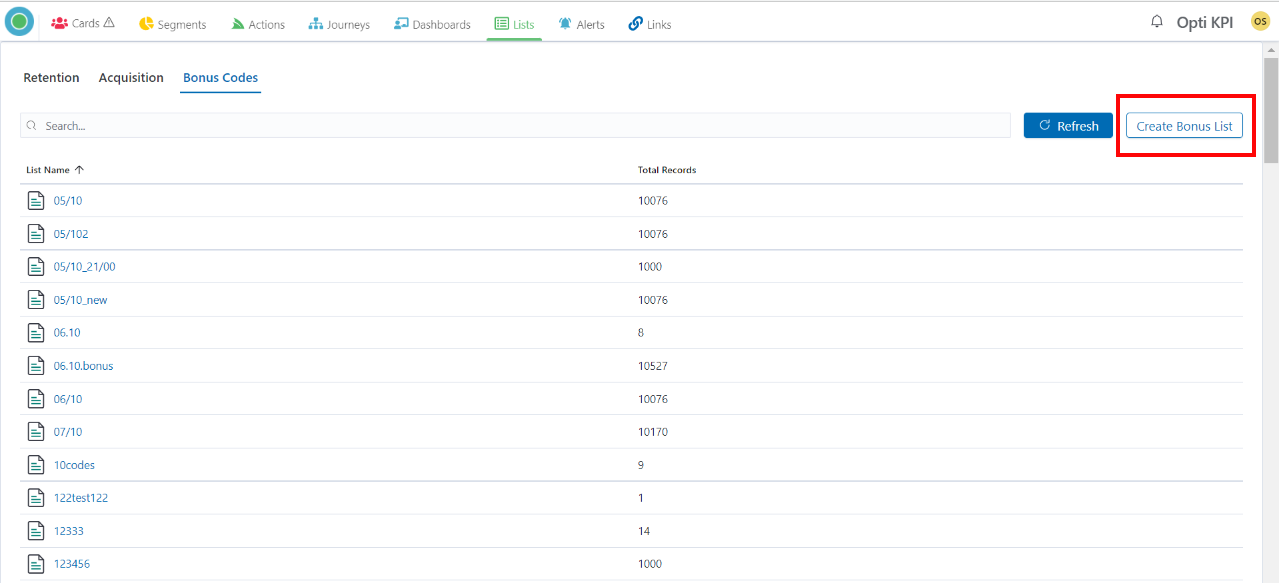 Cards Segments Actions Journeys Dashboards Lists Alerts Links Opti KPI OS
Retention Acquisition Bonus Codes
Search... Refresh Create Bonus List
List Name Total Records
05/10 10076
05/102 10076
05/10_21/00 1000
05/10_new 10076
06.10 8
06.10.bonus 10527
06/10 10076
07/10 10170
10codes 9
122test122 1
12333 14
123456 1000